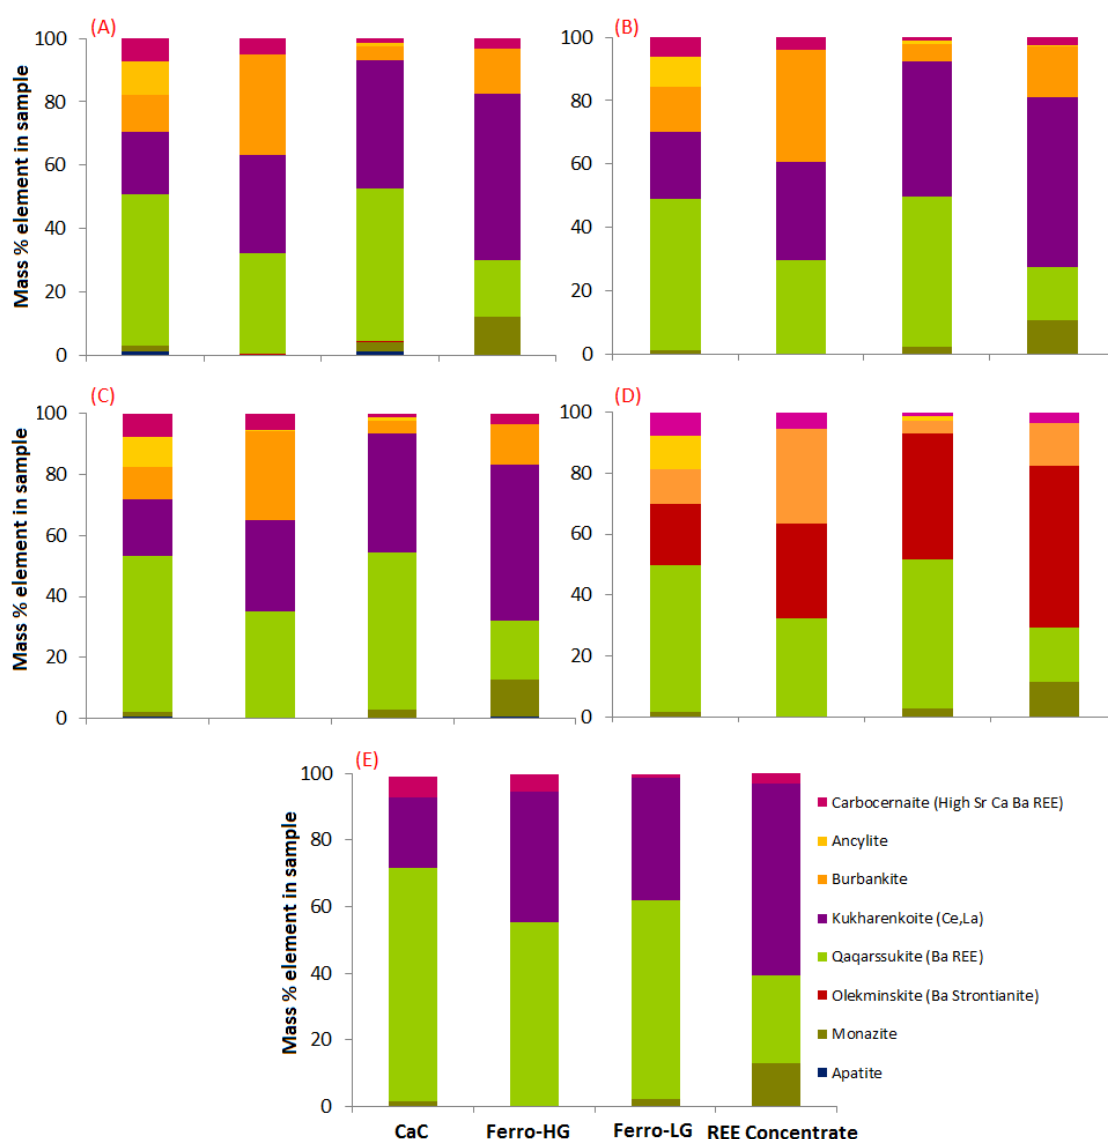 (A)
100
80
60
40
20
0
Mass % element in sample
(B)
100
80
60
40
20
0
(C)
100
80
60
40
20
0
Mass % element in sample
(D)
100
80
60
40
20
0
(E)
100
80
60
40
20
0
Mass % element in sample
Carbocernaite (High Sr Ca Ba REE)
Ancylite
Burbankite
Kukharenkoite (Ce,La)
Qaqarssukite (Ba REE)
Olekminskite (Ba Strontianite)
Monazite
Apatite
CaC Ferro-HG Ferro-LG REE Concentrate